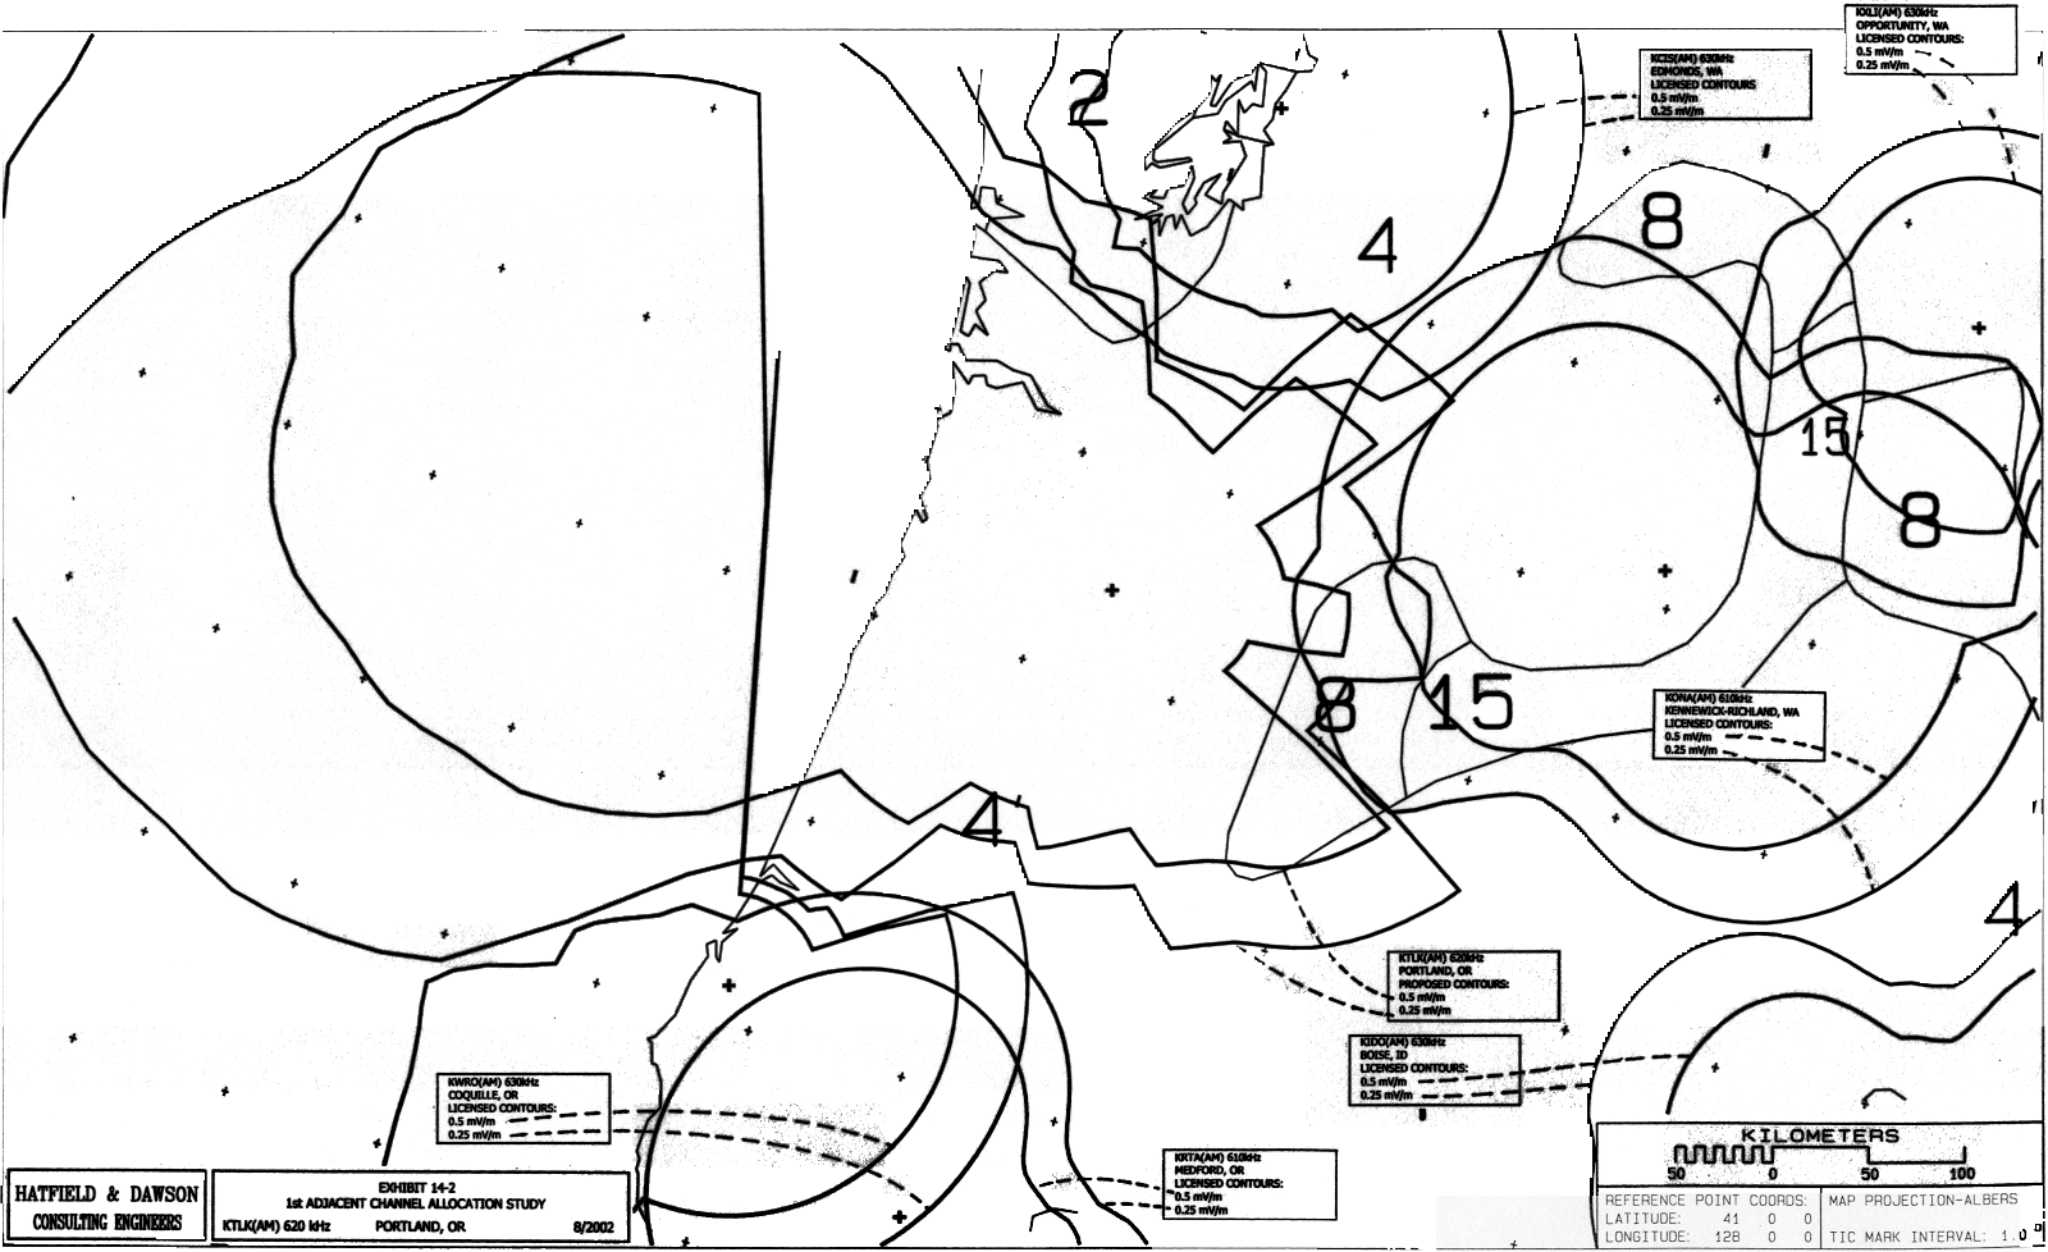 KXLI(AM) 630kHz
OPPORTUNITY, WA
LICENSED CONTOURS:
0.5 mV/m
0.25 mV/m
KCIS(AM) 630kHz
EDMONDS, WA
LICENSED CONTOURS
0.5 mV/m
0.25 mV/m
2
4
8
15
8
8
15
KONA(AM) 610kHz
KENNEWICK-RICHLAND, WA
LICENSED CONTOURS:
0.5 mV/m
0.25 mV/m
4
4
KTLK(AM) 620kHz
PORTLAND, OR
PROPOSED CONTOURS:
0.5 mV/m
0.25 mV/m
KIDO(AM) 630kHz
BOISE, ID
LICENSED CONTOURS:
0.5 mV/m
0.25 mV/m
KWRO(AM) 630kHz
COQUILLE, OR
LICENSED CONTOURS:
0.5 mV/m
0.25 mV/m
KRTA(AM) 610kHz
MEDFORD, OR
LICENSED CONTOURS:
0.5 mV/m
0.25 mV/m
HATFIELD & DAWSON
CONSULTING ENGINEERS
EXHIBIT 14-2
1st ADJACENT CHANNEL ALLOCATION STUDY
KTLK(AM) 620 kHz PORTLAND, OR 8/2002
KILOMETERS
50 0 50 100
REFERENCE POINT COORDS: MAP PROJECTION-ALBERS
LATITUDE: 41 0 0
LONGITUDE: 128 0 0 TIC MARK INTERVAL: 1.0 D